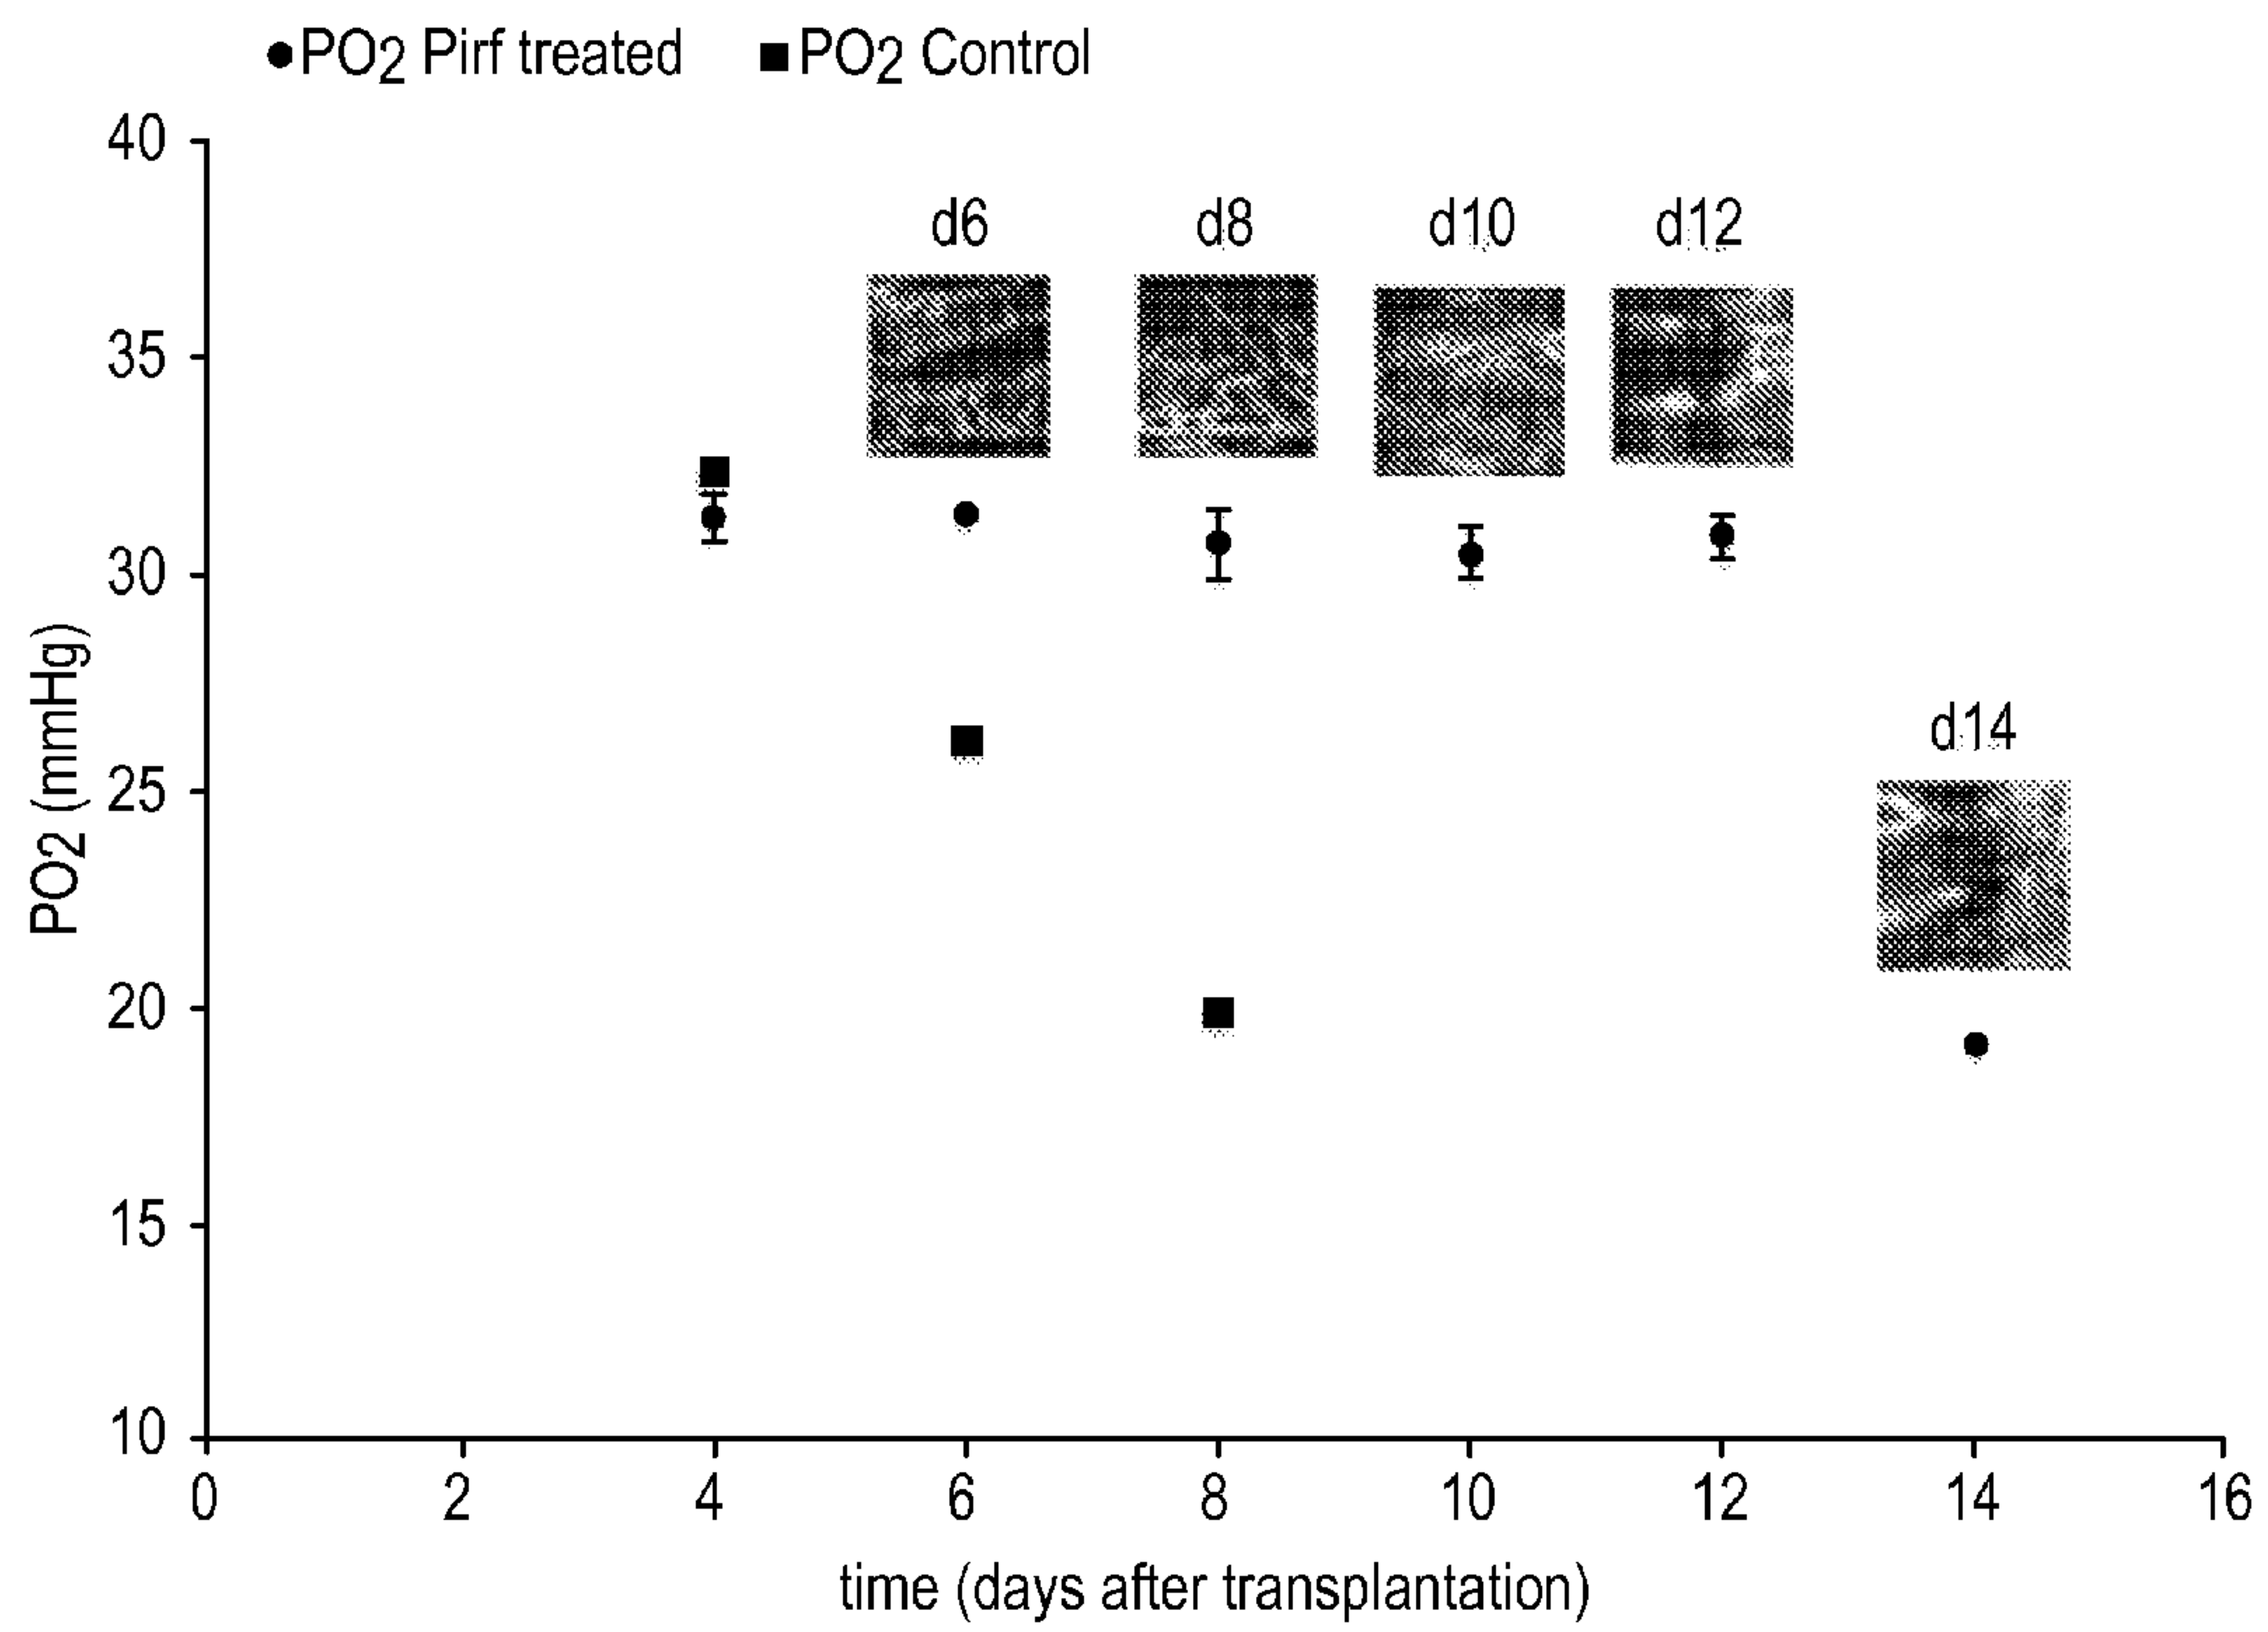 PO2 Pirf treated PO2 Control
40
35
30
25
20
15
10
PO2 (mmHg)
d6 d8 d10 d12
d14
0 2 4 6 8 10 12 14 16
time (days after transplantation)